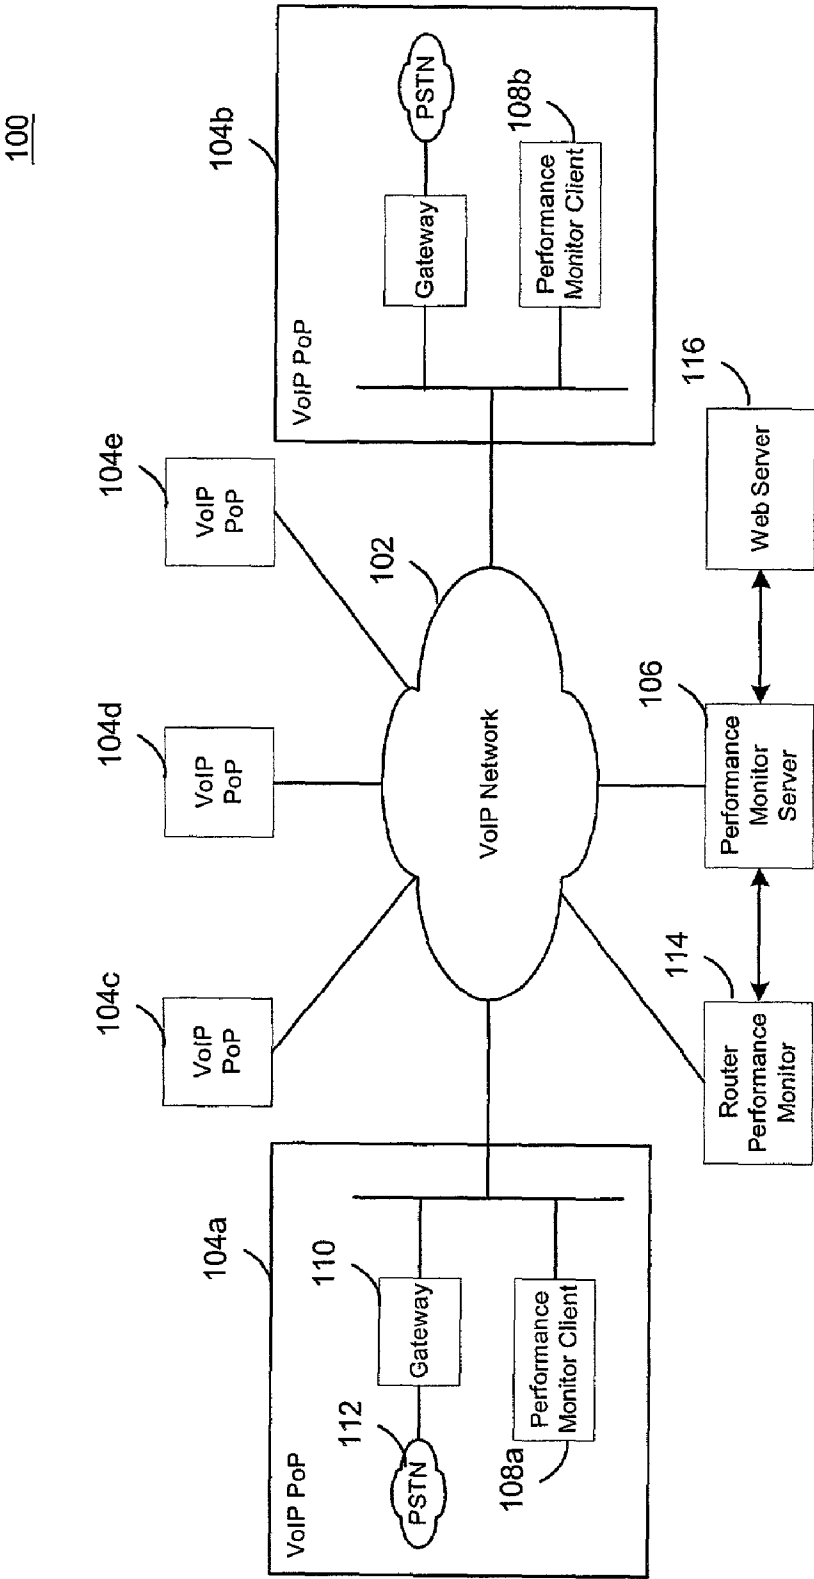 100
104c
VoIP
PoP
104d
VoIP
PoP
104e
VoIP
PoP
104a
VoIP PoP
112
PSTN
110
Gateway
108a
Performance
Monitor Client
102
VoIP Network
104b
VoIP PoP
Gateway
PSTN
Performance
Monitor Client
108b
114
Router
Performance
Monitor
106
Performance
Monitor
Server
116
Web Server